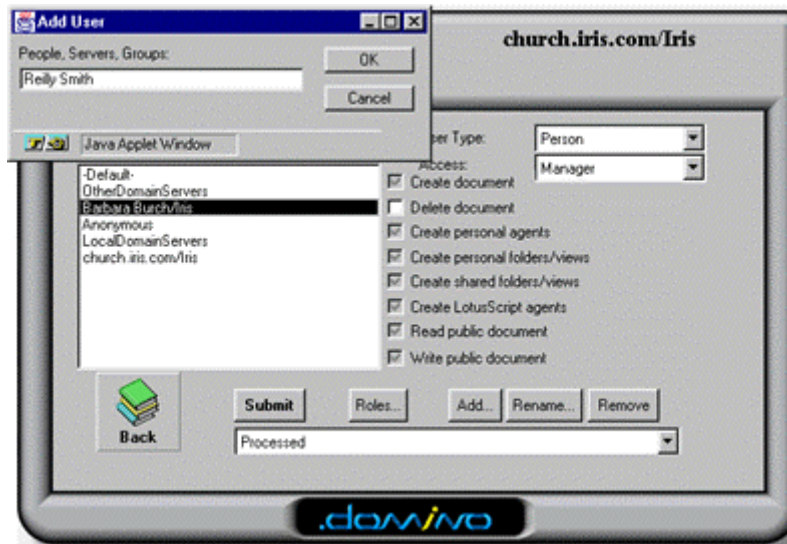 Add User
People, Servers, Groups:
Reilly Smith
OK
Cancel
Java Applet Window
church.iris.com/Iris
ser Type:
Person
Access:
Manager
-Default-
OtherDomainServers
Barbara Burch/Iris
Anonymous
LocalDomainServers
church.iris.com/Iris
Create document
Delete document
Create personal agents
Create personal folders/views
Create shared folders/views
Create LotusScript agents
Read public document
Write public document
Back
Submit
Roles...
Add...
Rename...
Remove
Processed
.domino